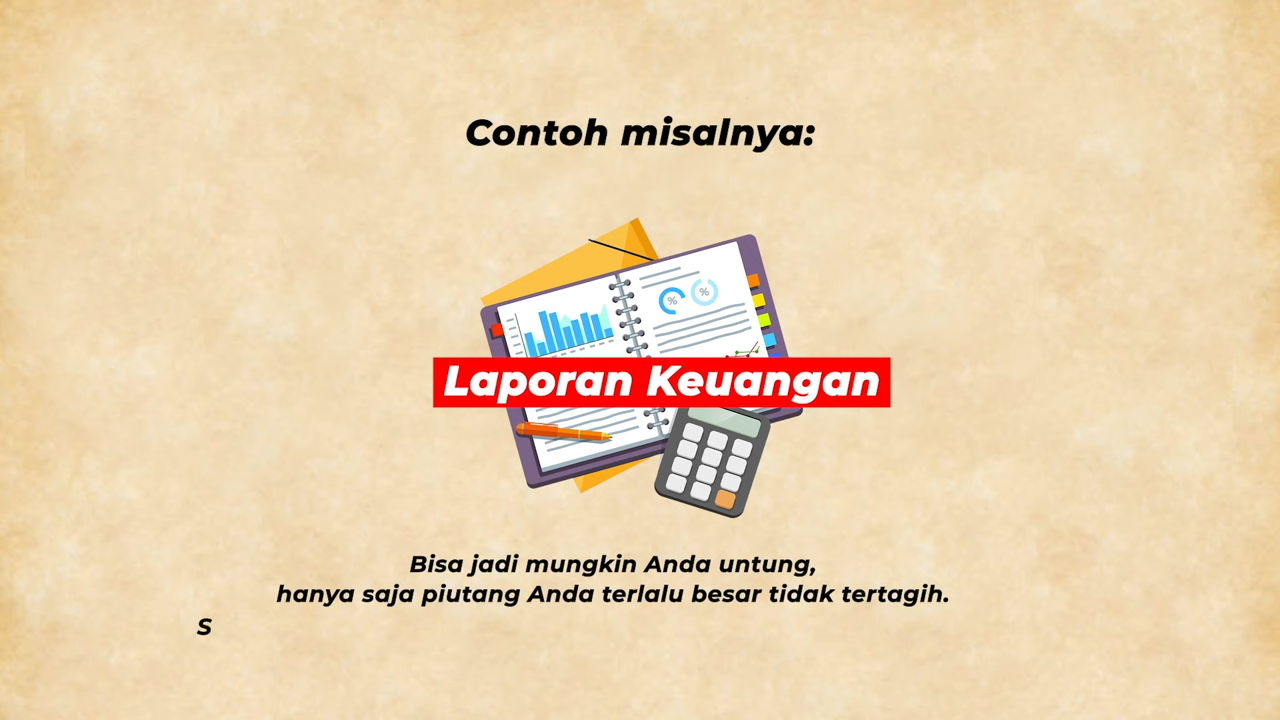 Contoh misalnya:
% %
Laporan Keuangan
Bisa jadi mungkin Anda untung,
hanya saja piutang Anda terlalu besar tidak tertagih.
S